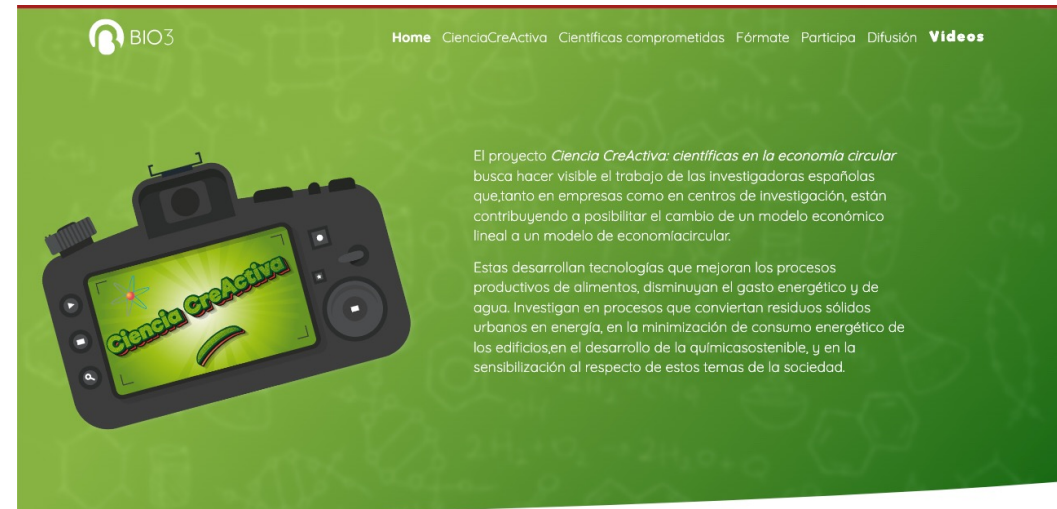 BIO3
Home CienciaCreActiva Científicas comprometidas Fórmate Participa Difusión Vídeos
El proyecto Ciencia CreActiva: científicas en la economía circular
busca hacer visible el trabajo de las investigadoras españolas
que,tanto en empresas como en centros de investigación, están
contribuyendo a posibilitar el cambio de un modelo económico
lineal a un modelo de economíacircular.
Estas desarrollan tecnologías que mejoran los procesos
productivos de alimentos, disminuyan el gasto energético y de
agua. Investigan en procesos que conviertan residuos sólidos
urbanos en energía, en la minimización de consumo energético de
los edificios,en el desarrollo de la químicasostenible, y en la
sensibilización al respecto de estos temas de la sociedad.
Ciencia CreActiva